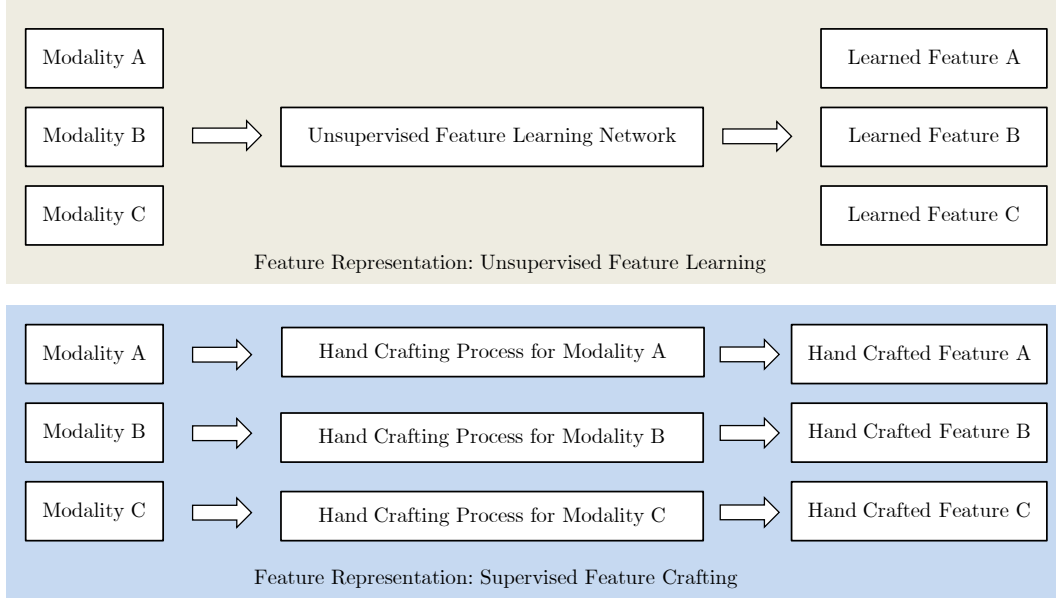 Modality A
Learned Feature A
Modality B
Unsupervised Feature Learning Network
Learned Feature B
Modality C
Learned Feature C
Feature Representation: Unsupervised Feature Learning
Modality A
Hand Crafting Process for Modality A
Hand Crafted Feature A
Modality B
Hand Crafting Process for Modality B
Hand Crafted Feature B
Modality C
Hand Crafting Process for Modality C
Hand Crafted Feature C
Feature Representation: Supervised Feature Crafting